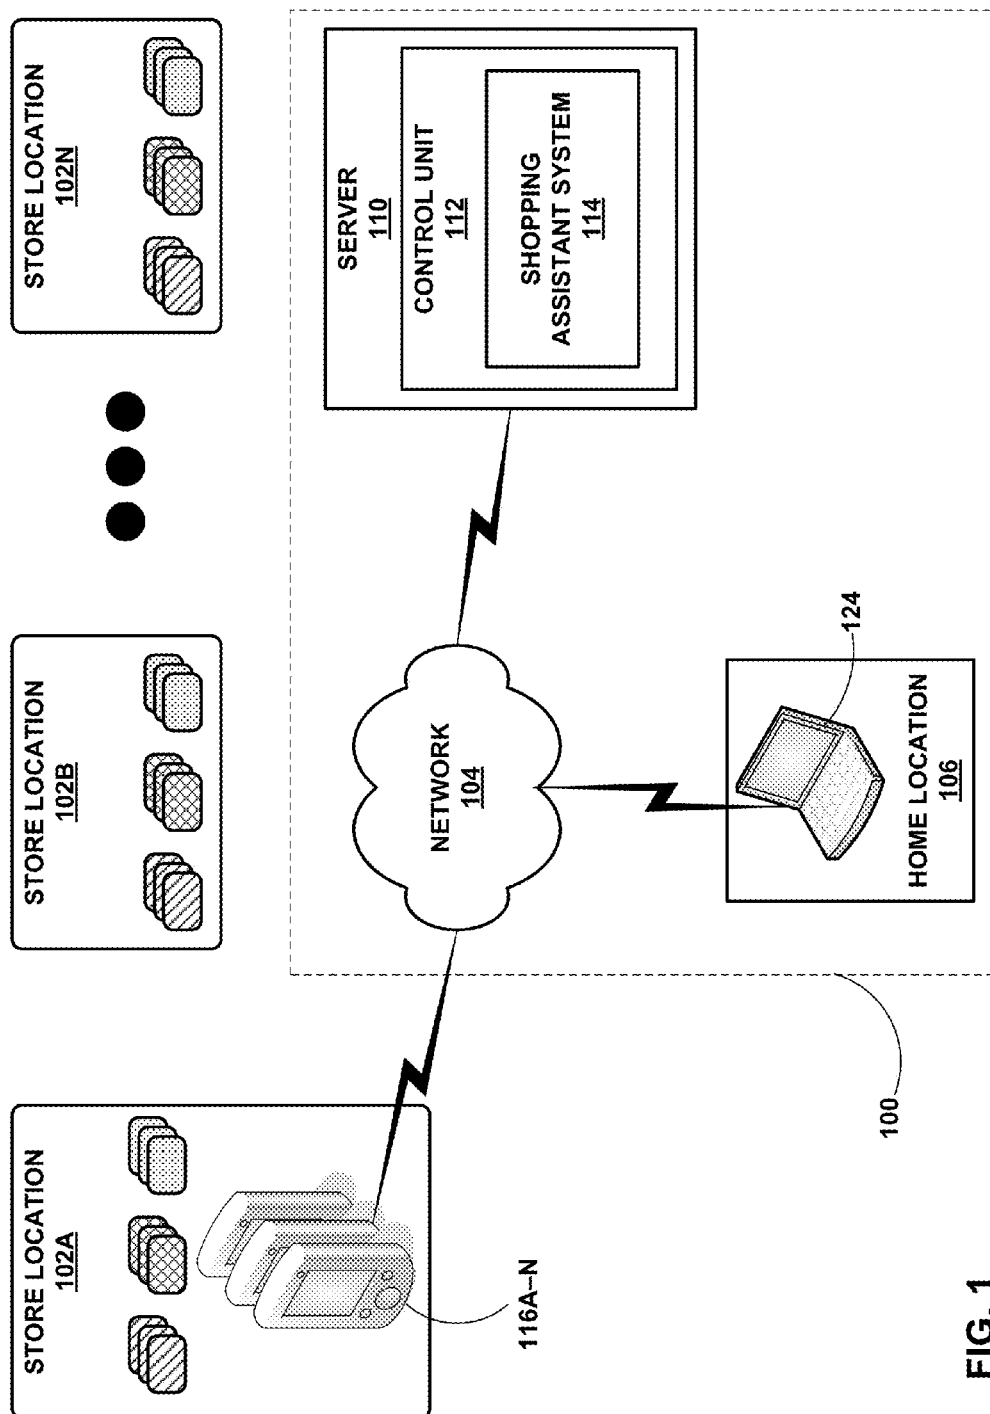 STORE LOCATION
102A
STORE LOCATION
102B
STORE LOCATION
102N
116A–N
NETWORK
104
SERVER
110
CONTROL UNIT
112
SHOPPING
ASSISTANT SYSTEM
114
100
HOME LOCATION
106
124
FIG. 1